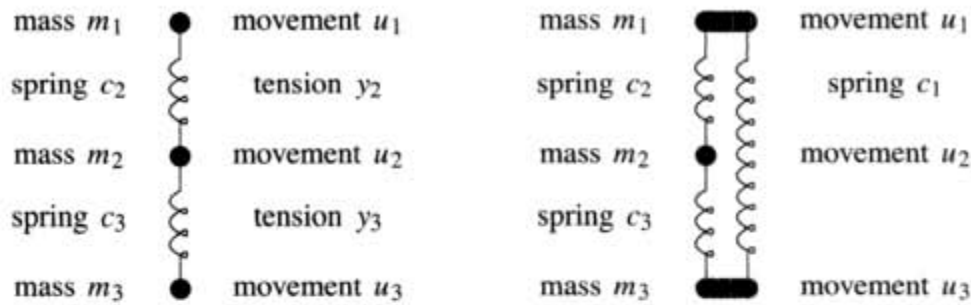 mass m₁ movement u₁ mass m₁ movement u₁
spring c₂ tension y₂ spring c₂ spring c₁
mass m₂ movement u₂ mass m₂ movement u₂
spring c₃ tension y₃ spring c₃
mass m₃ movement u₃ mass m₃ movement u₃